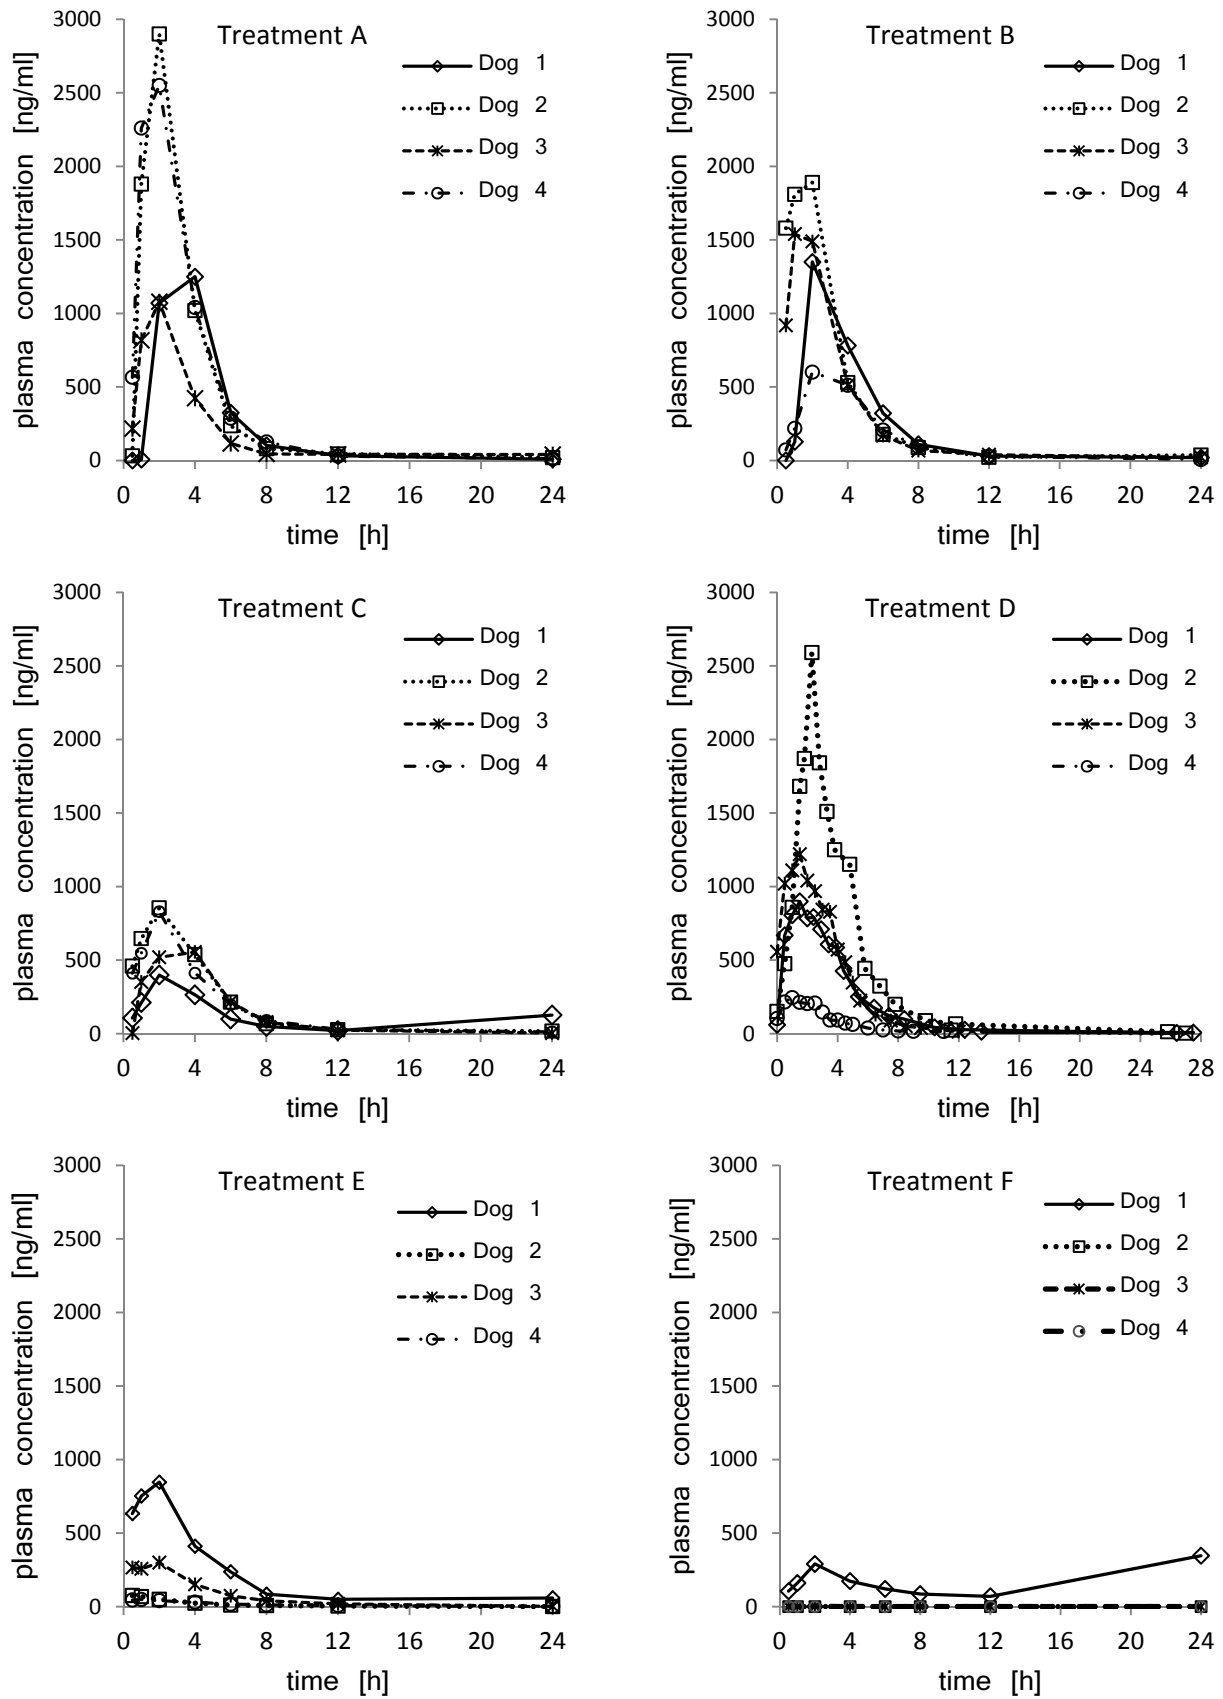 Treatment A
plasma concentration [ng/ml]
3000
2500
2000
1500
1000
500
0
Dog 1
Dog 2
Dog 3
Dog 4
0 4 8 12 16 20 24
time [h]
Treatment B
plasma concentration [ng/ml]
3000
2500
2000
1500
1000
500
0
Dog 1
Dog 2
Dog 3
Dog 4
0 4 8 12 16 20 24
time [h]
Treatment C
plasma concentration [ng/ml]
3000
2500
2000
1500
1000
500
0
Dog 1
Dog 2
Dog 3
Dog 4
0 4 8 12 16 20 24
time [h]
Treatment D
plasma concentration [ng/ml]
3000
2500
2000
1500
1000
500
0
Dog 1
Dog 2
Dog 3
Dog 4
0 4 8 12 16 20 24 28
time [h]
Treatment E
plasma concentration [ng/ml]
3000
2500
2000
1500
1000
500
0
Dog 1
Dog 2
Dog 3
Dog 4
0 4 8 12 16 20 24
time [h]
Treatment F
plasma concentration [ng/ml]
3000
2500
2000
1500
1000
500
0
Dog 1
Dog 2
Dog 3
Dog 4
0 4 8 12 16 20 24
time [h]